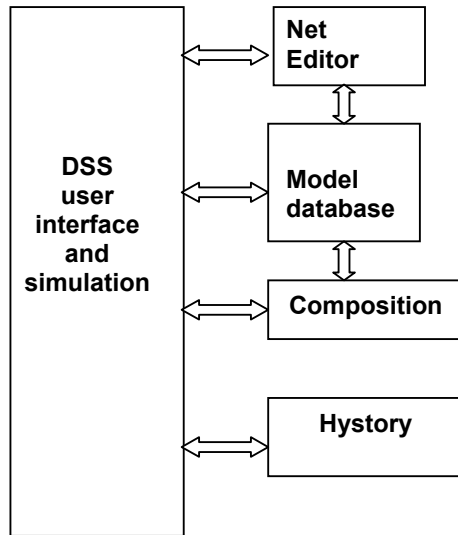 DSS
user
interface
and
simulation
Net
Editor
Model
database
Composition
Hystory